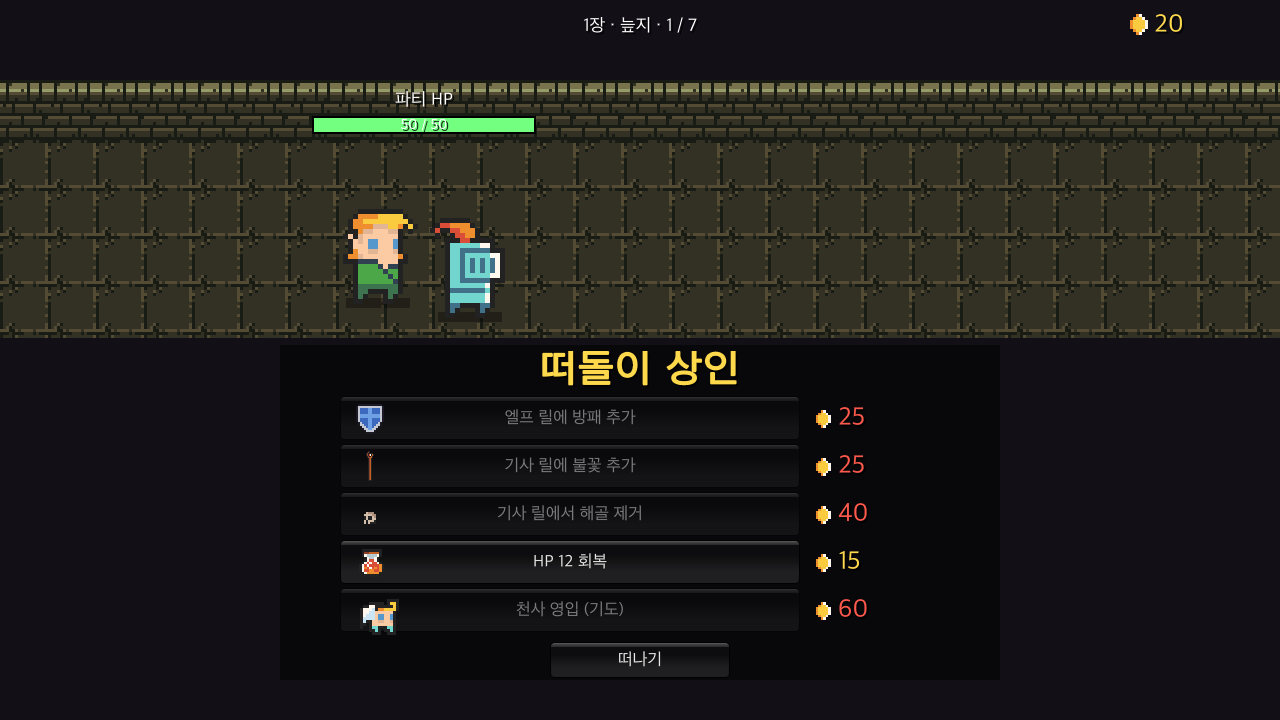 1장 · 늪지 · 1 / 7
20
파티 HP
50 / 50
떠돌이 상인
엘프 릴에 방패 추가 25
기사 릴에 불꽃 추가 25
기사 릴에서 해골 제거 40
HP 12 회복 15
천사 영입 (기도) 60
떠나기